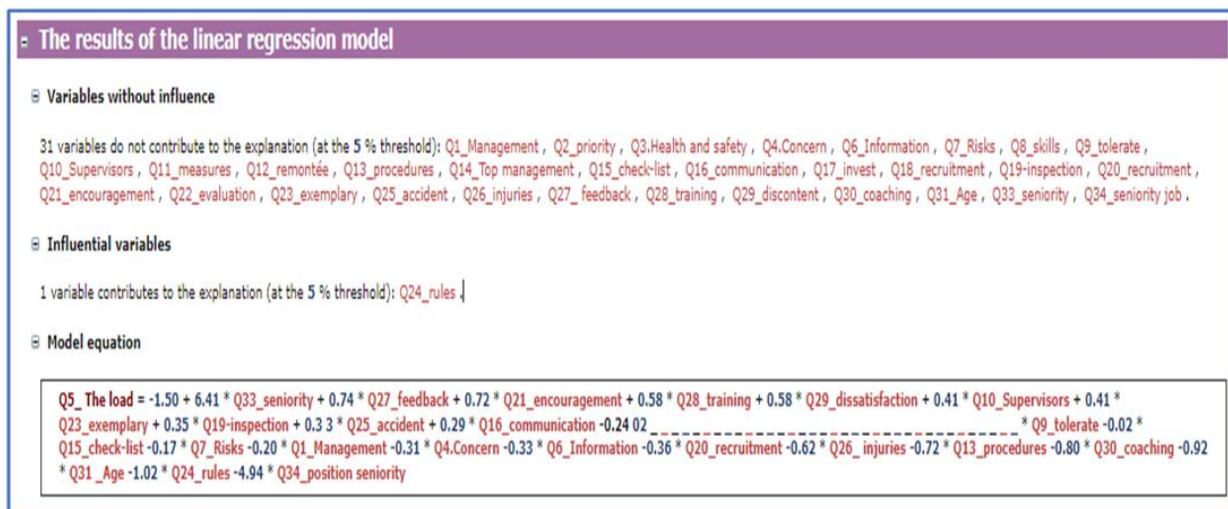 The results of the linear regression model
Variables without influence
31 variables do not contribute to the explanation (at the 5 % threshold): Q1_Management , Q2_priority , Q3.Health and safety , Q4.Concern , Q6_Information , Q7_Risks , Q8_skills , Q9_tolerate ,
Q10_Supervisors , Q11_measures , Q12_remontée , Q13_procedures , Q14_Top management , Q15_check-list , Q16_communication , Q17_invest , Q18_recruitment , Q19-inspection , Q20_recruitment ,
Q21_encouragement , Q22_evaluation , Q23_exemplary , Q25_accident , Q26_injuries , Q27_ feedback , Q28_training , Q29_discontent , Q30_coaching , Q31_Age , Q33_seniority , Q34_seniority job .
Influential variables
1 variable contributes to the explanation (at the 5 % threshold): Q24_rules .
Model equation
Q5_ The load = -1.50 + 6.41 * Q33_seniority + 0.74 * Q27_feedback + 0.72 * Q21_encouragement + 0.58 * Q28_training + 0.58 * Q29_dissatisfaction + 0.41 * Q10_Supervisors + 0.41 *
Q23_exemplary + 0.35 * Q19-inspection + 0.3 3 * Q25_accident + 0.29 * Q16_communication -0.24 02 _ _ _ _ _ _ _ _ _ _ _ _ _ _ _ _ _ _ _ _ _ _ _ _ _ _ _ _ _ _ _ * Q9_tolerate -0.02 *
Q15_check-list -0.17 * Q7_Risks -0.20 * Q1_Management -0.31 * Q4.Concern -0.33 * Q6_Information -0.36 * Q20_recruitment -0.62 * Q26_ injuries -0.72 * Q13_procedures -0.80 * Q30_coaching -0.92
* Q31 _Age -1.02 * Q24_rules -4.94 * Q34_position seniority